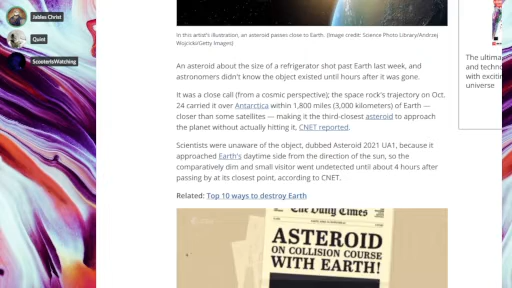 Jables Christ
Quint
ScooterIsWatching
In this artist's illustration, an asteroid passes close to Earth. (Image credit: Science Photo Library/Andrzej
Wojcicki/Getty Images)
An asteroid about the size of a refrigerator shot past Earth last week, and
astronomers didn't know the object existed until hours after it was gone.
It was a close call (from a cosmic perspective); the space rock's trajectory on Oct.
24 carried it over Antarctica within 1,800 miles (3,000 kilometers) of Earth —
closer than some satellites — making it the third-closest asteroid to approach
the planet without actually hitting it, CNET reported.
Scientists were unaware of the object, dubbed Asteroid 2021 UA1, because it
approached Earth's daytime side from the direction of the sun, so the
comparatively dim and small visitor went undetected until about 4 hours after
passing by at its closest point, according to CNET.
Related: Top 10 ways to destroy Earth
The ultima
and techno
with excitin
universe
The Daily Times
ASTEROID
ON COLLISION COURSE
WITH EARTH!